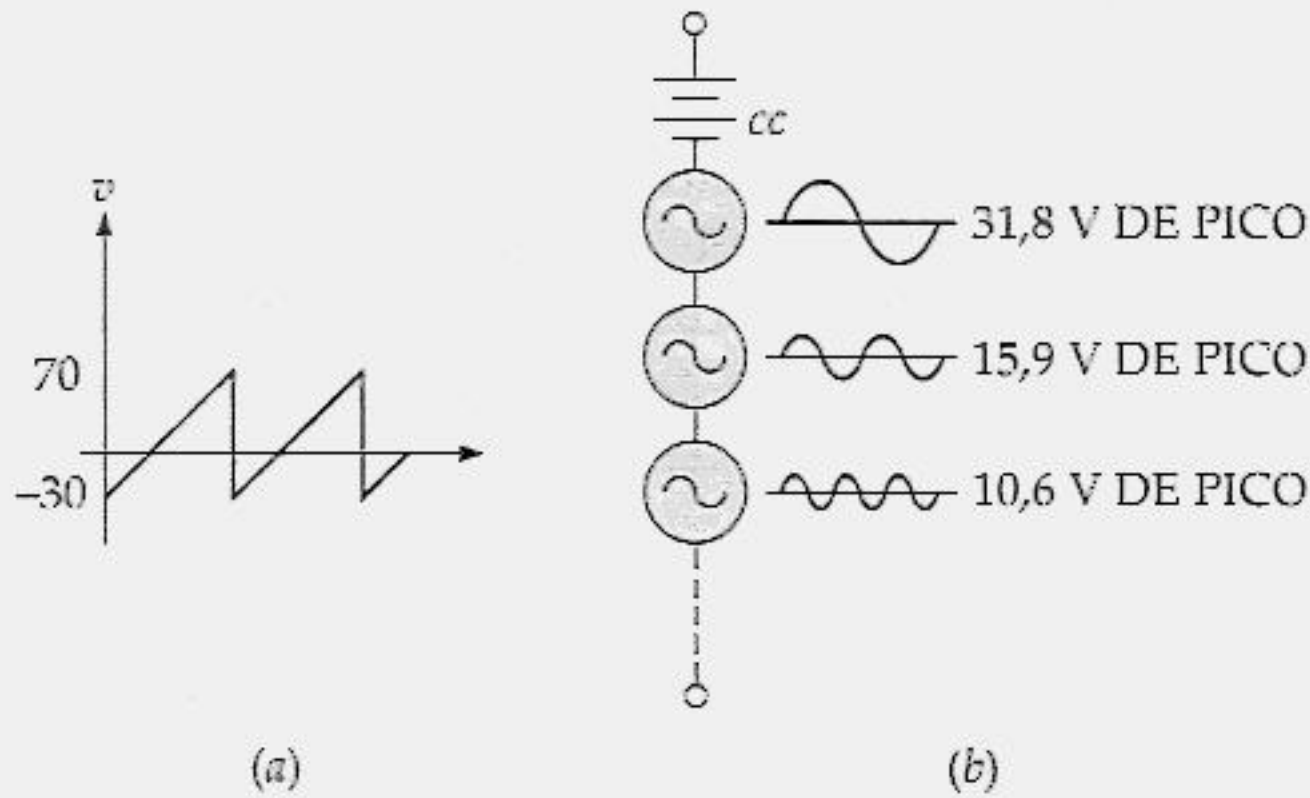 v
70
−30
(a)
cc
31,8 V DE PICO
15,9 V DE PICO
10,6 V DE PICO
(b)